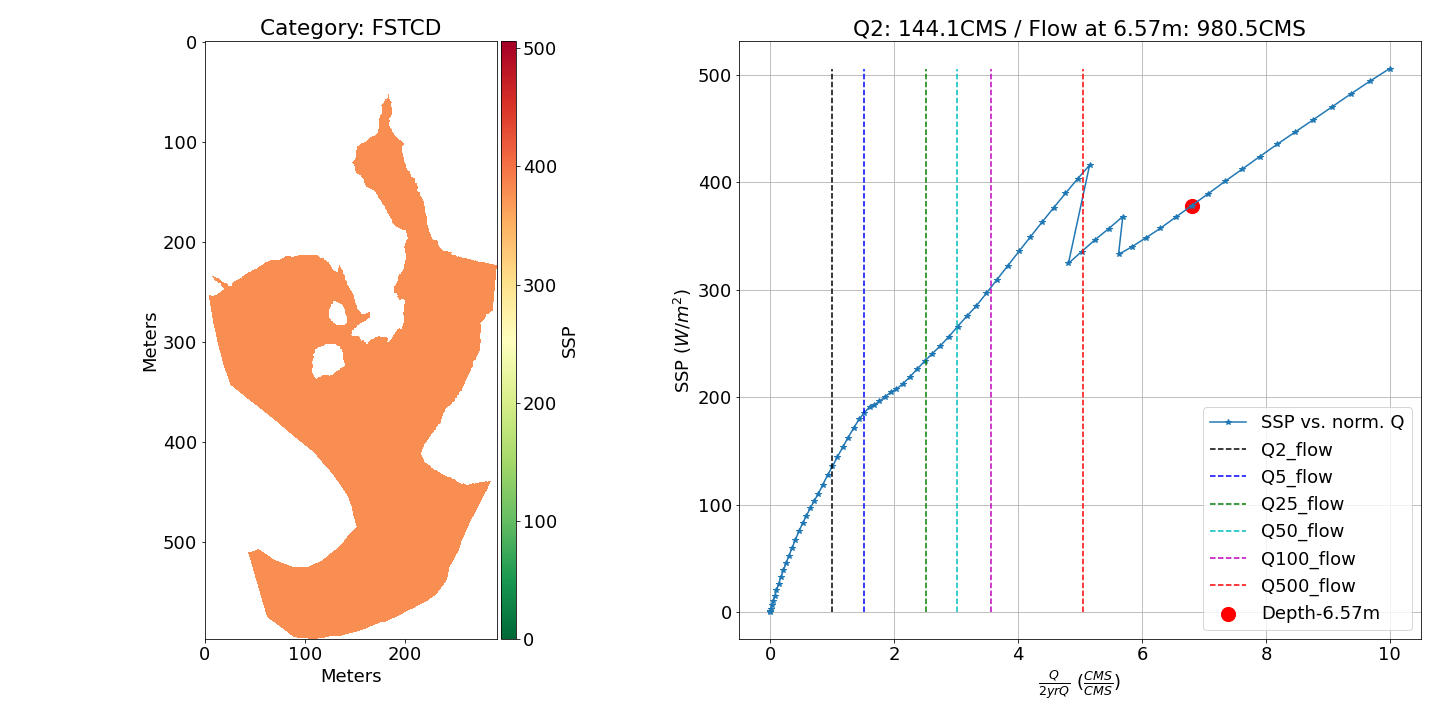 Category: FSTCD
0
100
200
300
400
500
Meters
0
100
200
Meters
500
400
300
200
100
0
SSP
Q2: 144.1CMS / Flow at 6.57m: 980.5CMS
500
400
300
200
100
0
SSP (W/m²)
0
2
4
6
8
10
Q/2yrQ (CMS/CMS)
SSP vs. norm. Q
Q2_flow
Q5_flow
Q25_flow
Q50_flow
Q100_flow
Q500_flow
Depth-6.57m